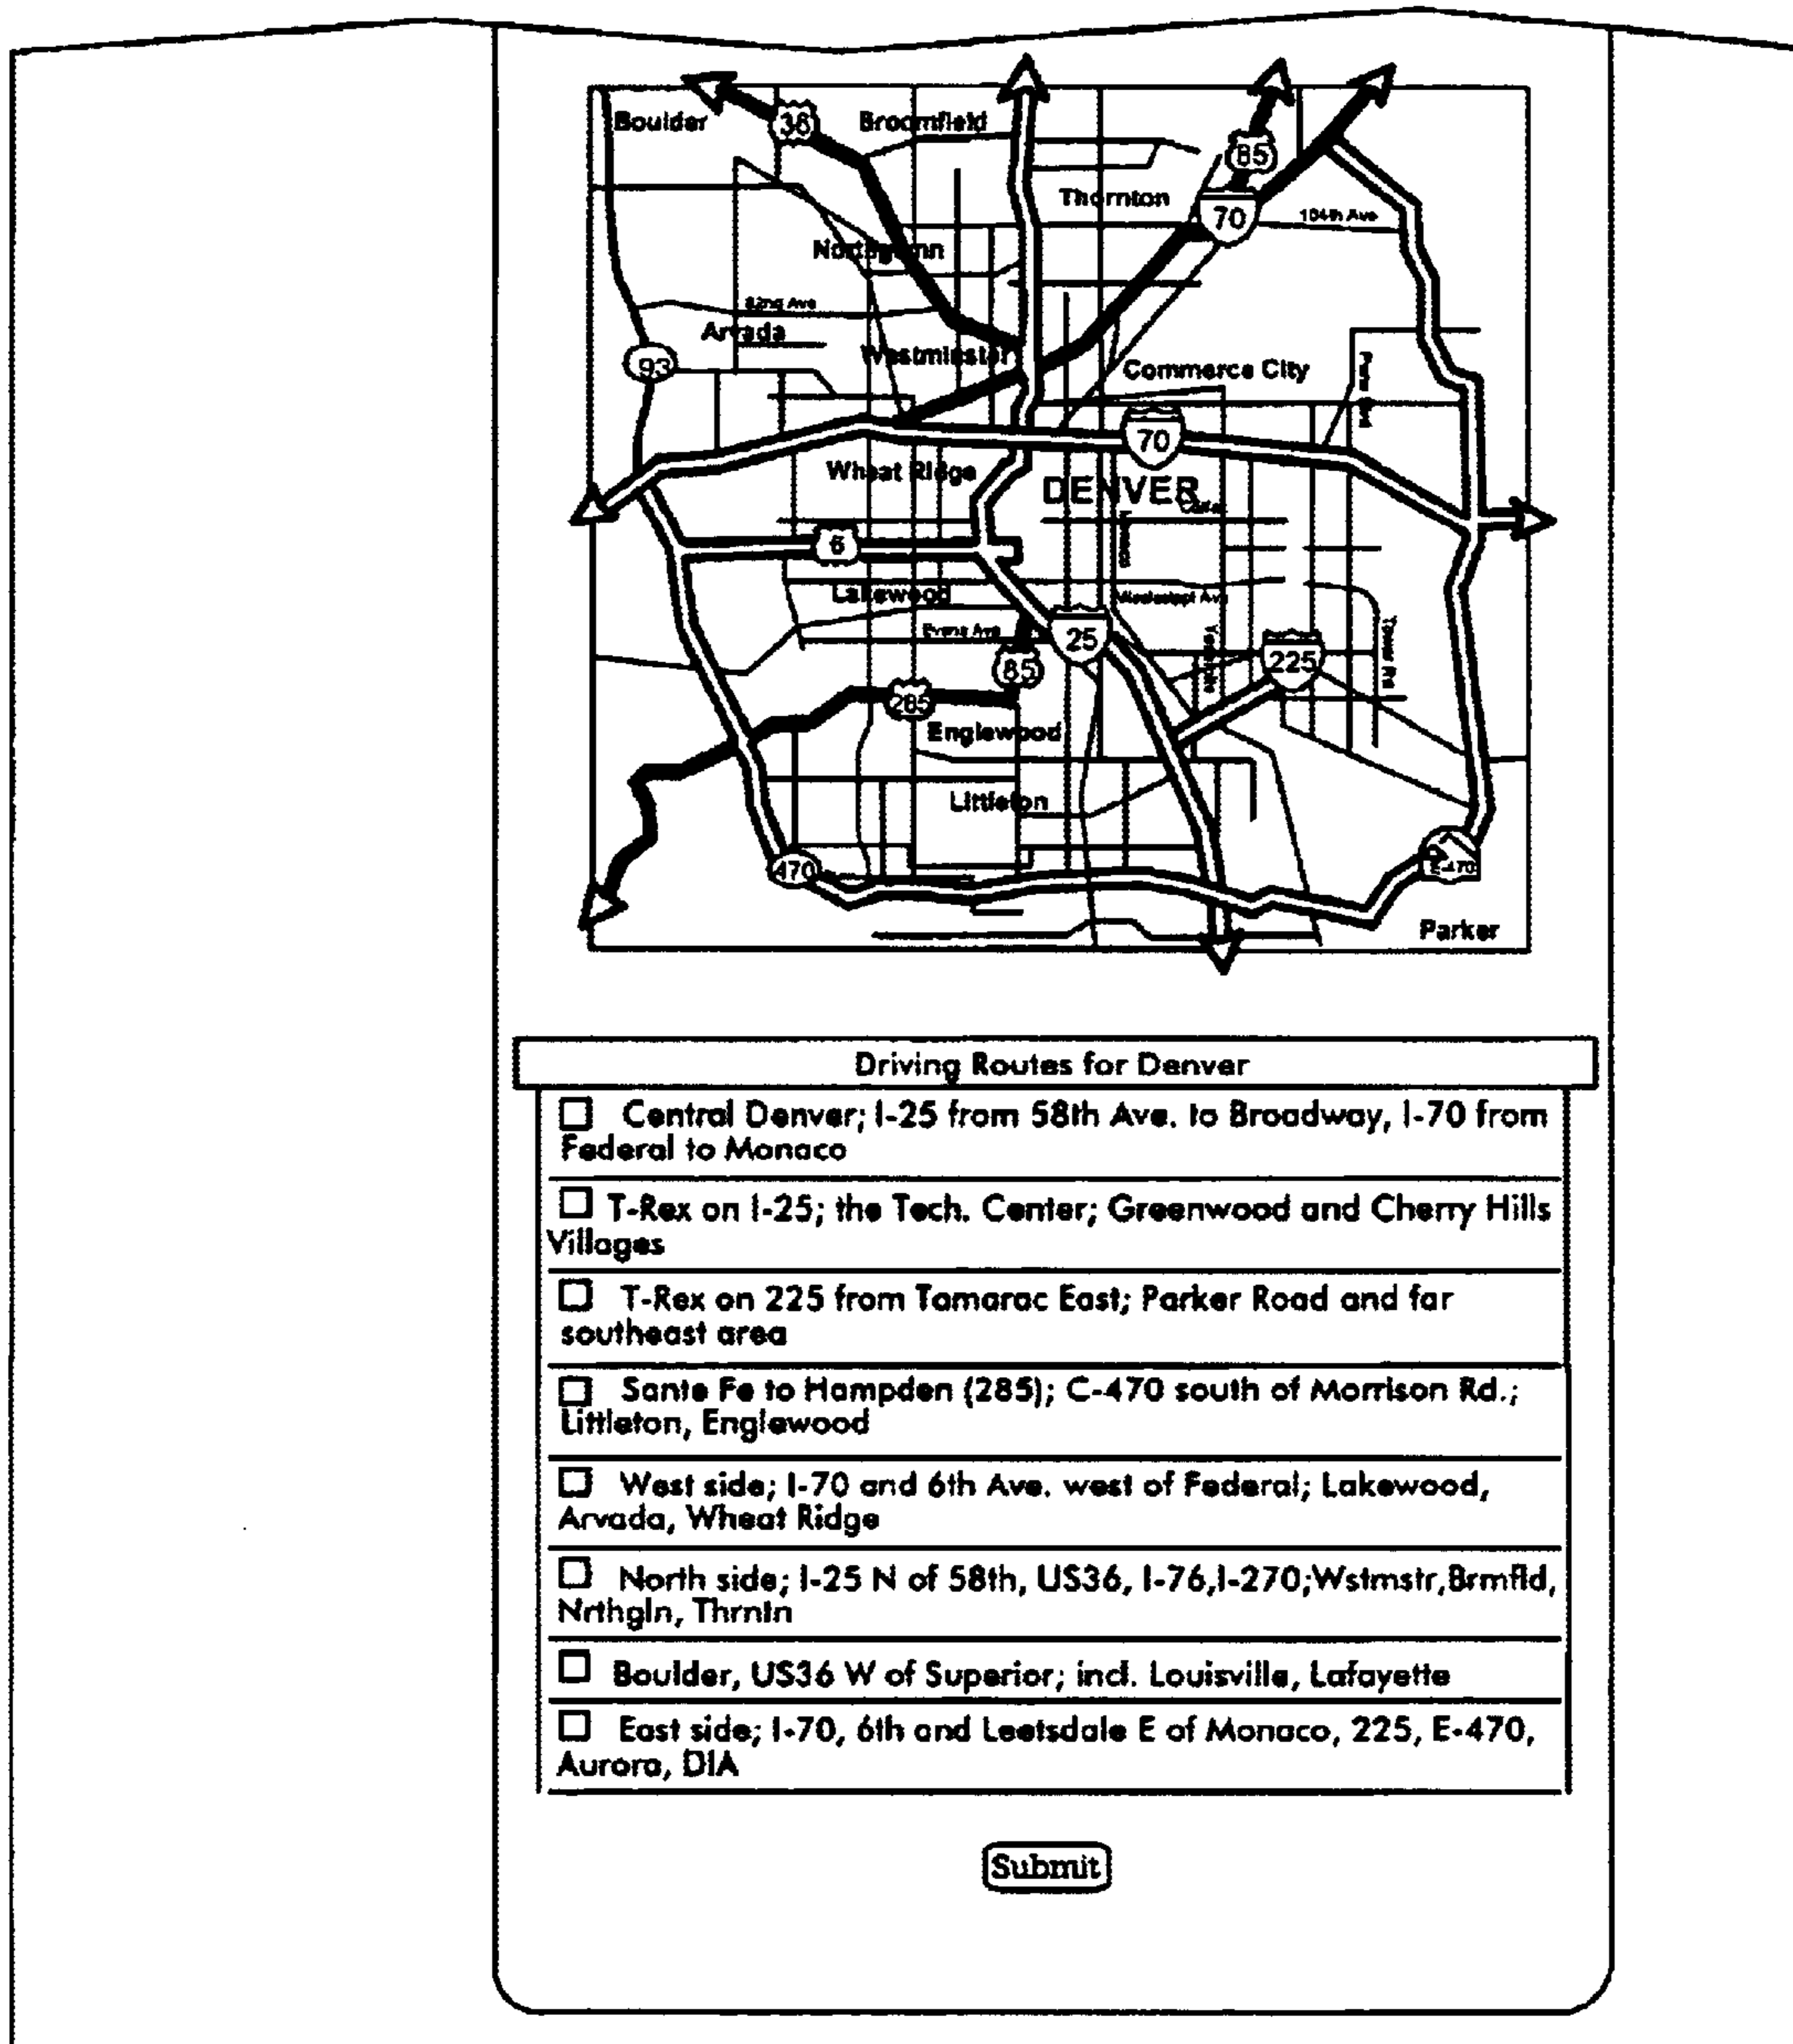 Boulder
36
Broomfield
85
Thornton
70
104th Ave
82nd Ave
Arvada
Westminster
93
Commerce City
70
Wheat Ridge
DENVER
6
Lakewood
Mississippi Ave
Evans Ave
25
85
225
285
Englewood
Littleton
470
E-470
Parker
Driving Routes for Denver
Central Denver; I-25 from 58th Ave. to Broadway, I-70 from
Federal to Monaco
T-Rex on I-25; the Tech. Center; Greenwood and Cherry Hills
Villages
T-Rex on 225 from Tamarac East; Parker Road and far
southeast area
Sante Fe to Hampden (285); C-470 south of Morrison Rd.;
Littleton, Englewood
West side; I-70 and 6th Ave. west of Federal; Lakewood,
Arvada, Wheat Ridge
North side; I-25 N of 58th, US36, I-76,I-270;Wstmstr,Brmfld,
Nrthgln, Thrntn
Boulder, US36 W of Superior; incl. Louisville, Lafayette
East side; I-70, 6th and Leetsdale E of Monaco, 225, E-470,
Aurora, DIA
Submit